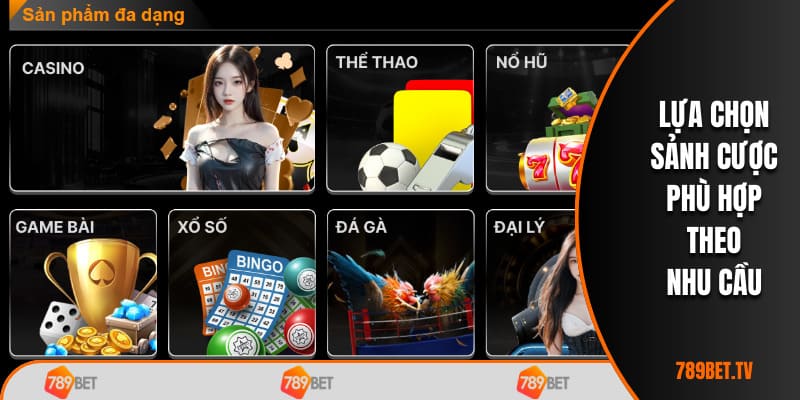 Sản phẩm đa dạng
CASINO
THỂ THAO
NỔ HŨ
GAME BÀI
XỔ SỐ
ĐÁ GÀ
ĐẠI LÝ
BINGO
BINGO
777
LỰA CHỌN
SẢNH CƯỢC
PHÙ HỢP
THEO
NHU CẦU
789BET.TV
789BET
789BET
789BET